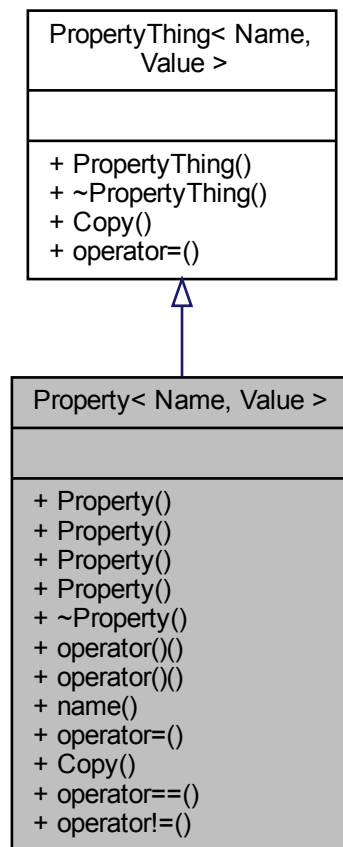 PropertyThing< Name,
Value >
+ PropertyThing()
+ ~PropertyThing()
+ Copy()
+ operator=()
Property< Name, Value >
+ Property()
+ Property()
+ Property()
+ Property()
+ ~Property()
+ operator()()
+ operator()()
+ name()
+ operator=()
+ Copy()
+ operator==()
+ operator!=()